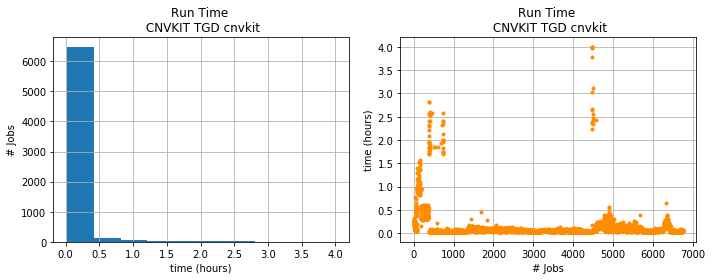 Run Time
CNVKIT TGD cnvkit
# Jobs
6000
5000
4000
3000
2000
1000
0
0.0 0.5 1.0 1.5 2.0 2.5 3.0 3.5 4.0
time (hours)
Run Time
CNVKIT TGD cnvkit
time (hours)
4.0
3.5
3.0
2.5
2.0
1.5
1.0
0.5
0.0
0 1000 2000 3000 4000 5000 6000 7000
# Jobs